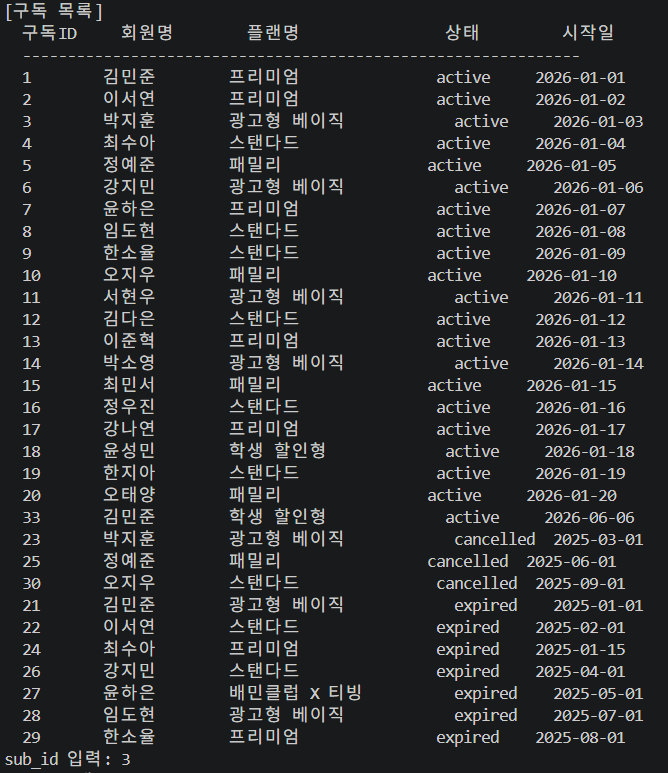 [구독 목록]
구독ID 회원명 플랜명 상태 시작일
--------------------------------------------------------------
1 김민준 프리미엄 active 2026-01-01
2 이서연 프리미엄 active 2026-01-02
3 박지훈 광고형 베이직 active 2026-01-03
4 최수아 스탠다드 active 2026-01-04
5 정예준 패밀리 active 2026-01-05
6 강지민 광고형 베이직 active 2026-01-06
7 윤하은 프리미엄 active 2026-01-07
8 임도현 스탠다드 active 2026-01-08
9 한소율 스탠다드 active 2026-01-09
10 오지우 패밀리 active 2026-01-10
11 서현우 광고형 베이직 active 2026-01-11
12 김다은 스탠다드 active 2026-01-12
13 이준혁 프리미엄 active 2026-01-13
14 박소영 광고형 베이직 active 2026-01-14
15 최민서 패밀리 active 2026-01-15
16 정우진 스탠다드 active 2026-01-16
17 강나연 프리미엄 active 2026-01-17
18 윤성민 학생 할인형 active 2026-01-18
19 한지아 스탠다드 active 2026-01-19
20 오태양 패밀리 active 2026-01-20
33 김민준 학생 할인형 active 2026-06-06
23 박지훈 광고형 베이직 cancelled 2025-03-01
25 정예준 패밀리 cancelled 2025-06-01
30 오지우 스탠다드 cancelled 2025-09-01
21 김민준 광고형 베이직 expired 2025-01-01
22 이서연 스탠다드 expired 2025-02-01
24 최수아 프리미엄 expired 2025-01-15
26 강지민 스탠다드 expired 2025-04-01
27 윤하은 배민클럽 X 티빙 expired 2025-05-01
28 임도현 광고형 베이직 expired 2025-07-01
29 한소율 프리미엄 expired 2025-08-01
sub_id 입력: 3